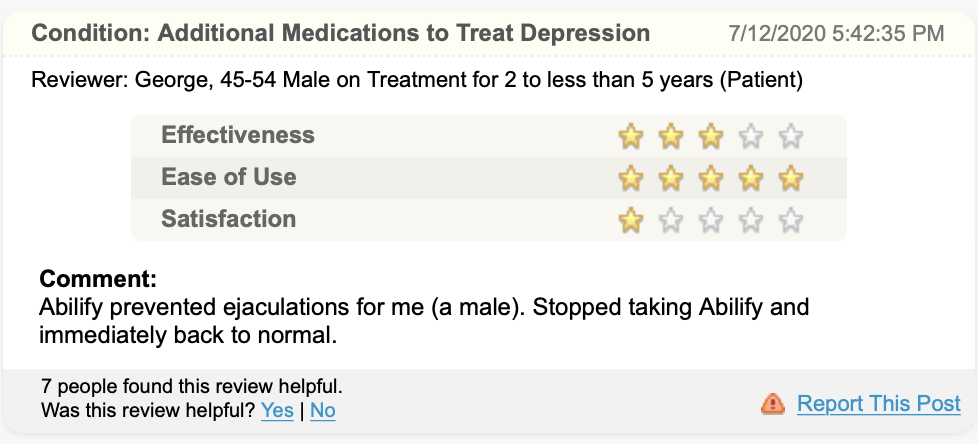 Condition: Additional Medications to Treat Depression 7/12/2020 5:42:35 PM
Reviewer: George, 45-54 Male on Treatment for 2 to less than 5 years (Patient)
Effectiveness
Ease of Use
Satisfaction
Comment:
Abilify prevented ejaculations for me (a male). Stopped taking Abilify and
immediately back to normal.
7 people found this review helpful.
Was this review helpful? Yes | No
Report This Post